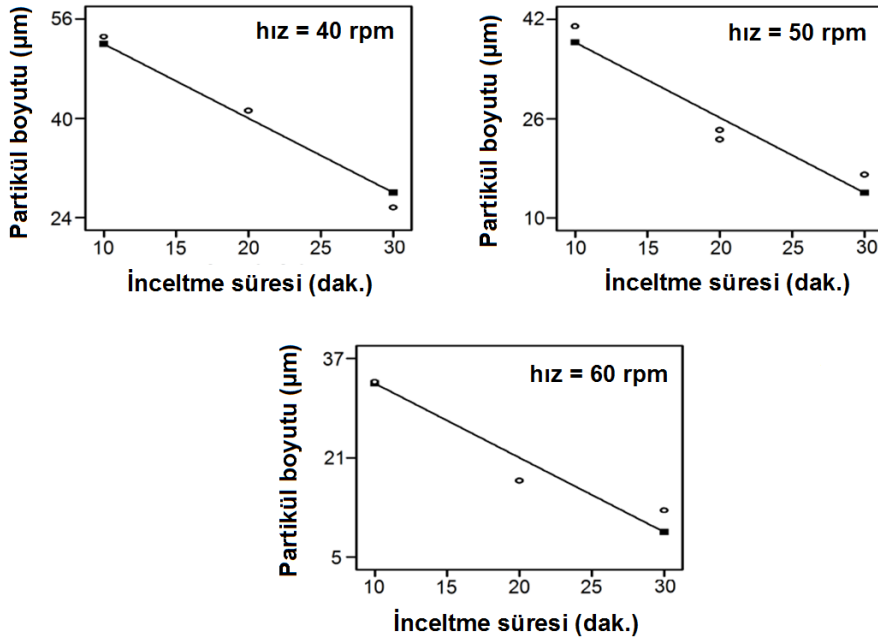 Partikül boyutu (µm)
56
40
24
hız = 40 rpm
10
15
20
25
30
İnceltme süresi (dak.)
Partikül boyutu (µm)
42
26
10
hız = 50 rpm
10
15
20
25
30
İnceltme süresi (dak.)
Partikül boyutu (µm)
37
21
5
hız = 60 rpm
10
15
20
25
30
İnceltme süresi (dak.)